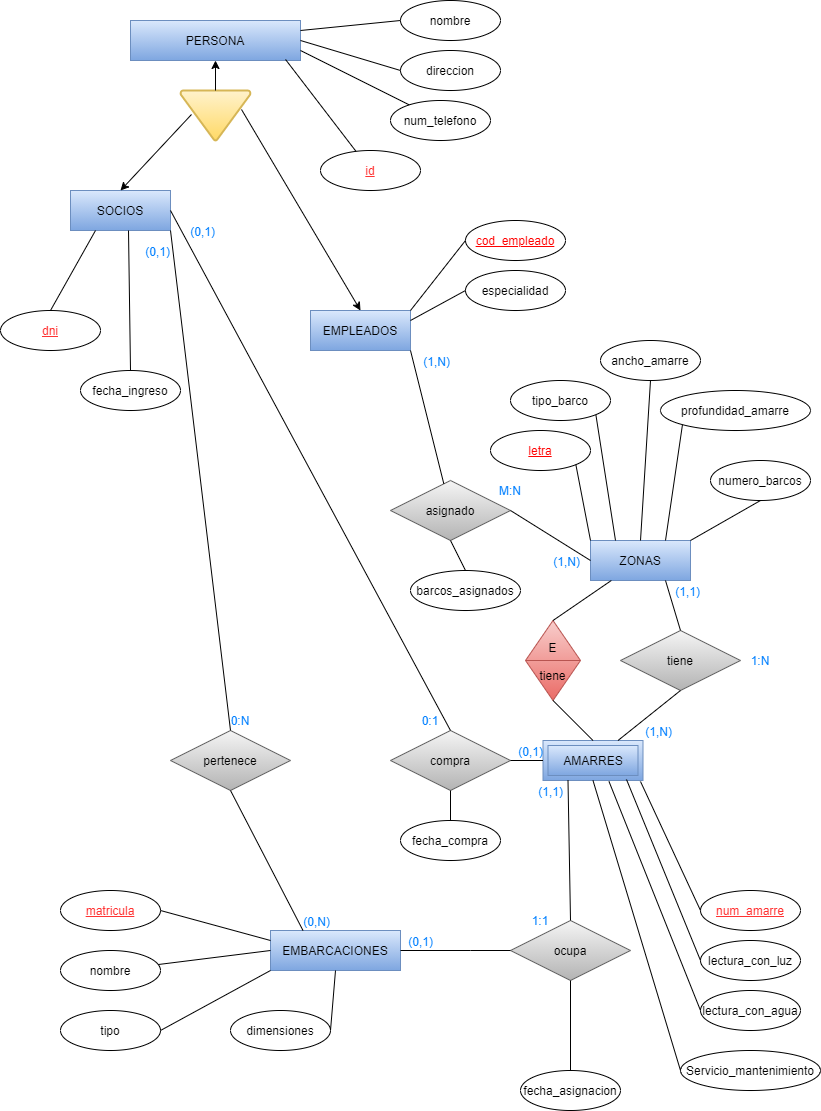 nombre
PERSONA
direccion
num_telefono
id
SOCIOS
(0,1)
(0,1)
cod_empleado
especialidad
dni
EMPLEADOS
fecha_ingreso
(1,N)
ancho_amarre
tipo_barco
profundidad_amarre
letra
numero_barcos
M:N
asignado
ZONAS
(1,N)
(1,1)
barcos_asignados
E
tiene
tiene
1:N
0:N
0:1
(1,N)
pertenece
compra
(0,1)
AMARRES
(1,1)
fecha_compra
matricula
num_amarre
(0,N)
1:1
EMBARCACIONES
(0,1)
ocupa
lectura_con_luz
nombre
lectura_con_agua
tipo
dimensiones
Servicio_mantenimiento
fecha_asignacion